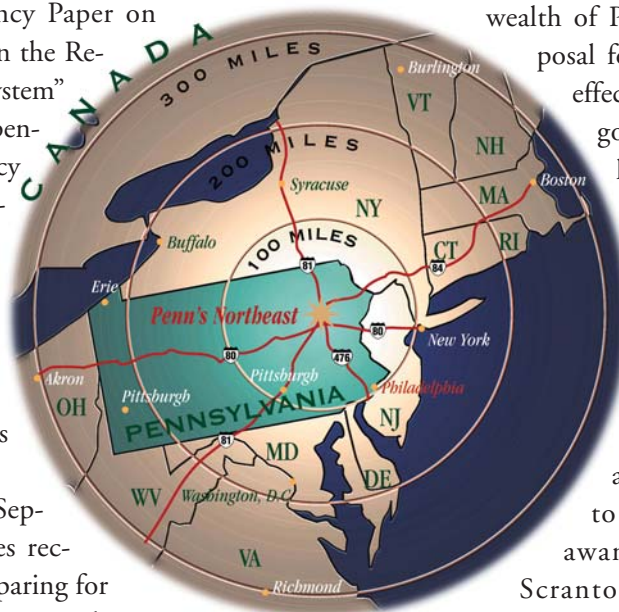 ncy Paper on
n the Re-
ystem"
pen-
cy
-
s
Sep-
es rec-
paring for
wealth of P
posal fo
effec
go
a
to
awar
Scranto
CANADA
300 MILES
200 MILES
100 MILES
Burlington
VT
NH
Syracuse
NY
MA
Boston
Buffalo
CT
RI
81
84
Erie
Penn's Northeast
80
New York
80
476
Akron
Pittsburgh
Philadelphia
OH
Pittsburgh
PENNSYLVANIA
NJ
81
MD
DE
WV
Washington, D.C
VA
Richmond